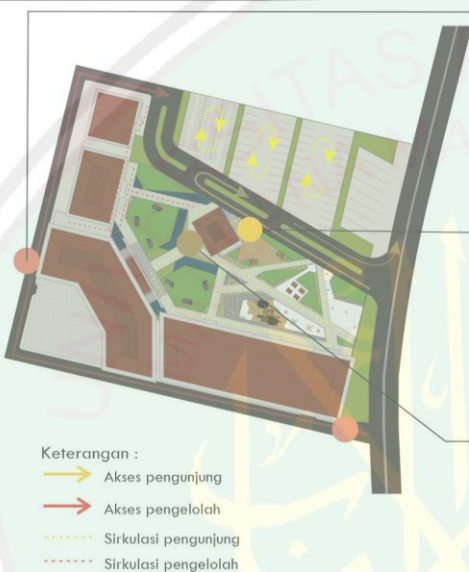 Keterangan :
Akses pengunjung
Akses pengelolah
Sirkulasi pengunjung
Sirkulasi pengelolah